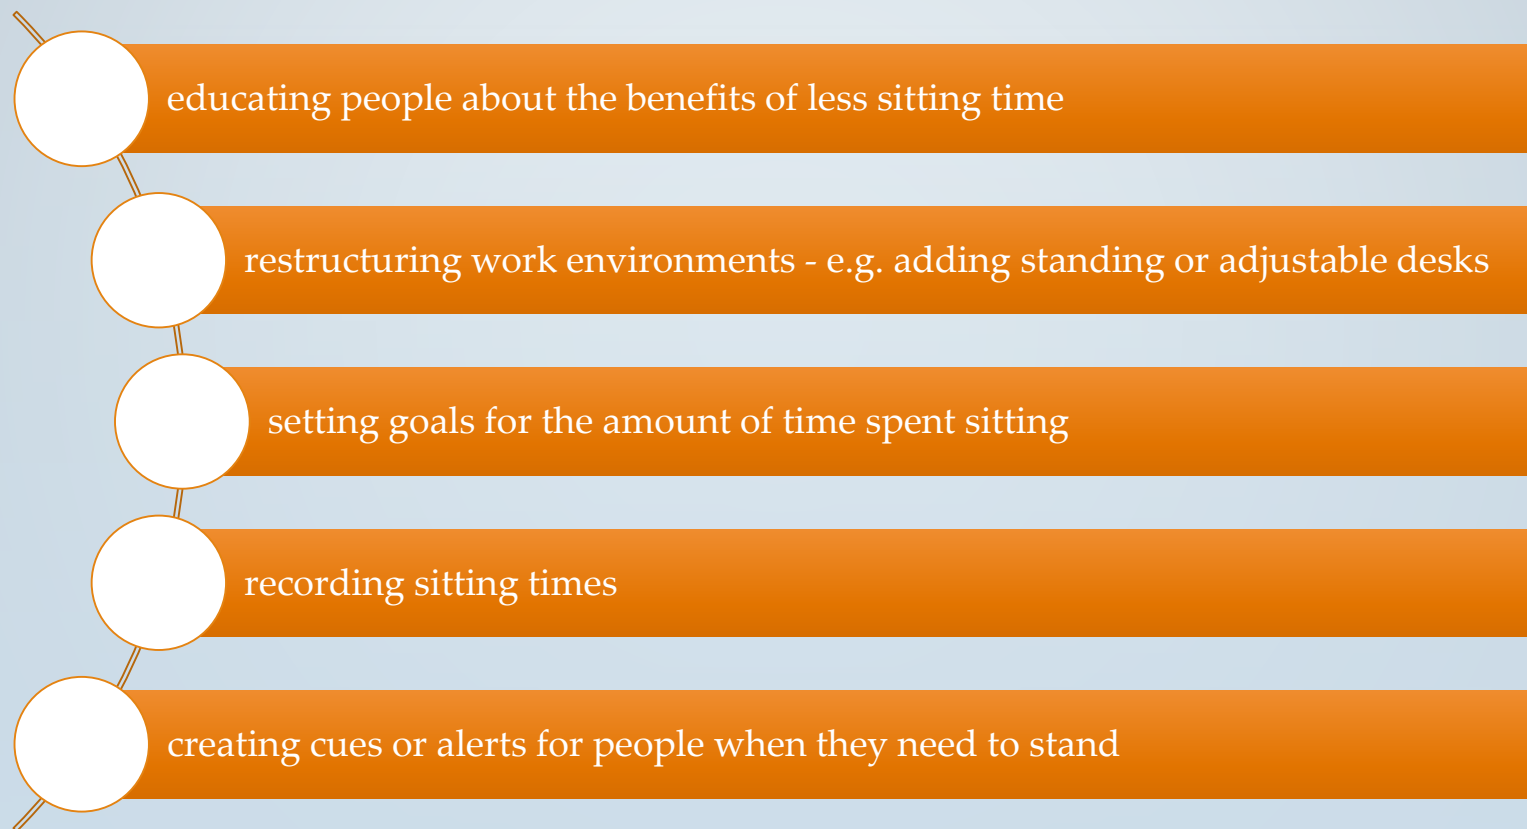 educating people about the benefits of less sitting time
restructuring work environments - e.g. adding standing or adjustable desks
setting goals for the amount of time spent sitting
recording sitting times
creating cues or alerts for people when they need to stand